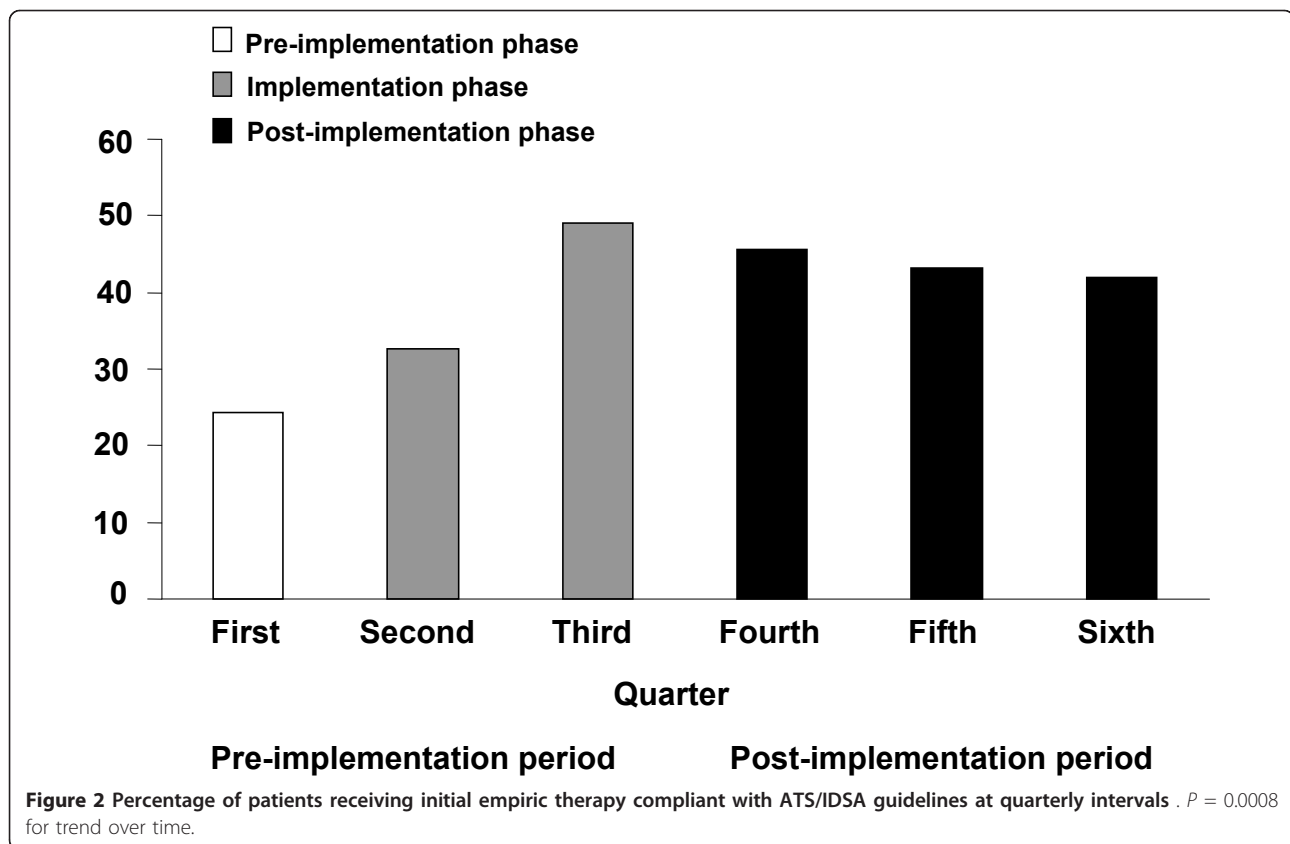 Pre-implementation phase
Implementation phase
Post-implementation phase
60
50
40
30
20
10
0
First Second Third Fourth Fifth Sixth
Quarter
Pre-implementation period Post-implementation period
Figure 2 Percentage of patients receiving initial empiric therapy compliant with ATS/IDSA guidelines at quarterly intervals . P = 0.0008
for trend over time.